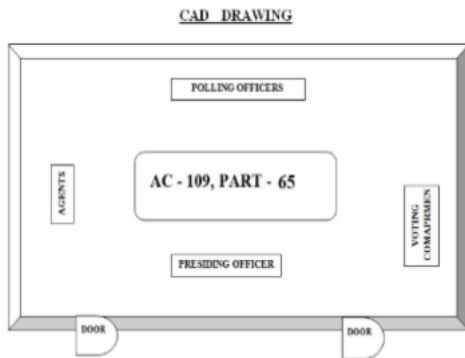 CAD DRAWING
POLLING OFFICERS
AGENTS
AC - 109, PART - 65
VOTING
COMAPRMEN
PRESIDING OFFICER
DOOR
DOOR